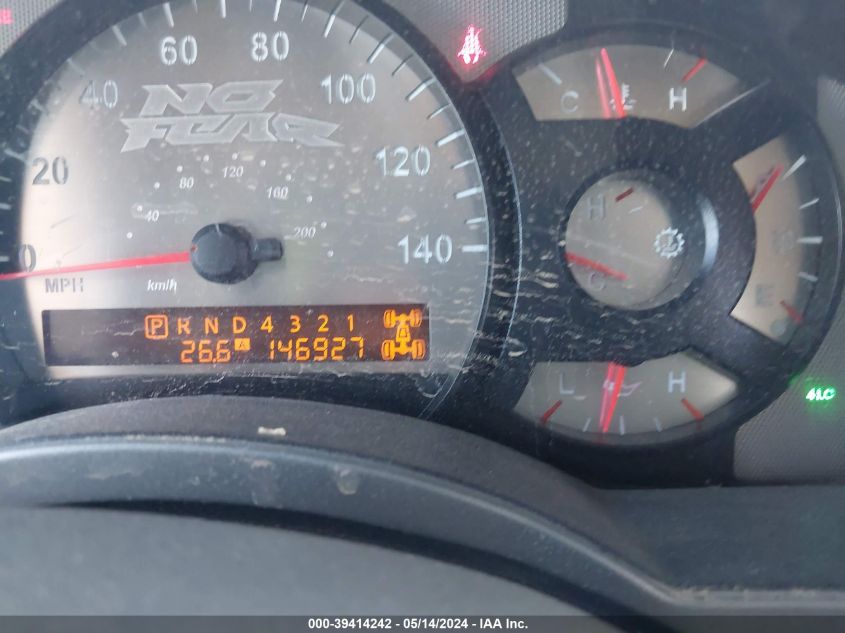 60 80
40 100
NO FEAR
20 120
80 120 160
40 200
0 140
MPH km/h
C H
H
C
E
L H
P R N D 4 3 2 1
26.6 A 146927
4LO
000-39414242 - 05/14/2024 - IAA Inc.